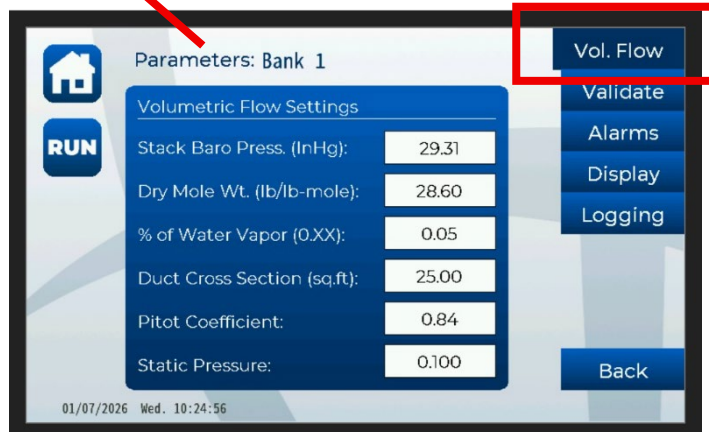 Parameters: Bank 1
Vol. Flow
Validate
Alarms
Display
Logging
Back
RUN
Volumetric Flow Settings
Stack Baro Press. (InHg): 29.31
Dry Mole Wt. (lb/lb-mole): 28.60
% of Water Vapor (0.XX): 0.05
Duct Cross Section (sq.ft): 25.00
Pitot Coefficient: 0.84
Static Pressure: 0.100
01/07/2026 Wed. 10:24:56